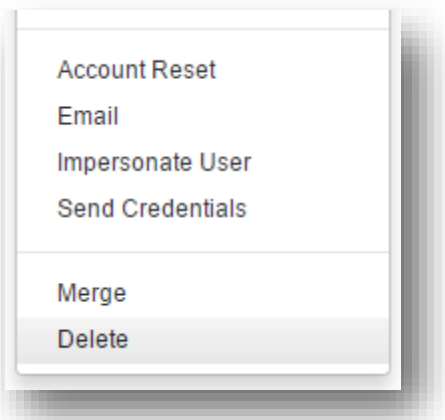 Account Reset
Email
Impersonate User
Send Credentials
Merge
Delete